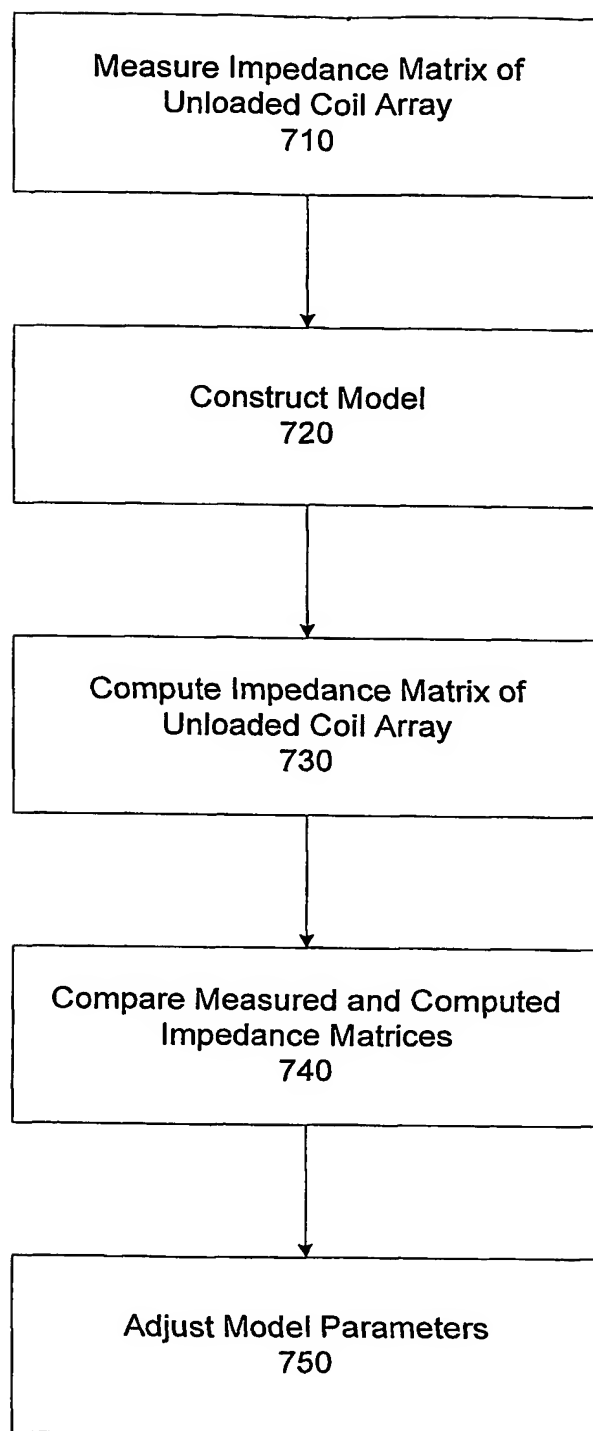 Measure Impedance Matrix of
Unloaded Coil Array
710
Construct Model
720
Compute Impedance Matrix of
Unloaded Coil Array
730
Compare Measured and Computed
Impedance Matrices
740
Adjust Model Parameters
750